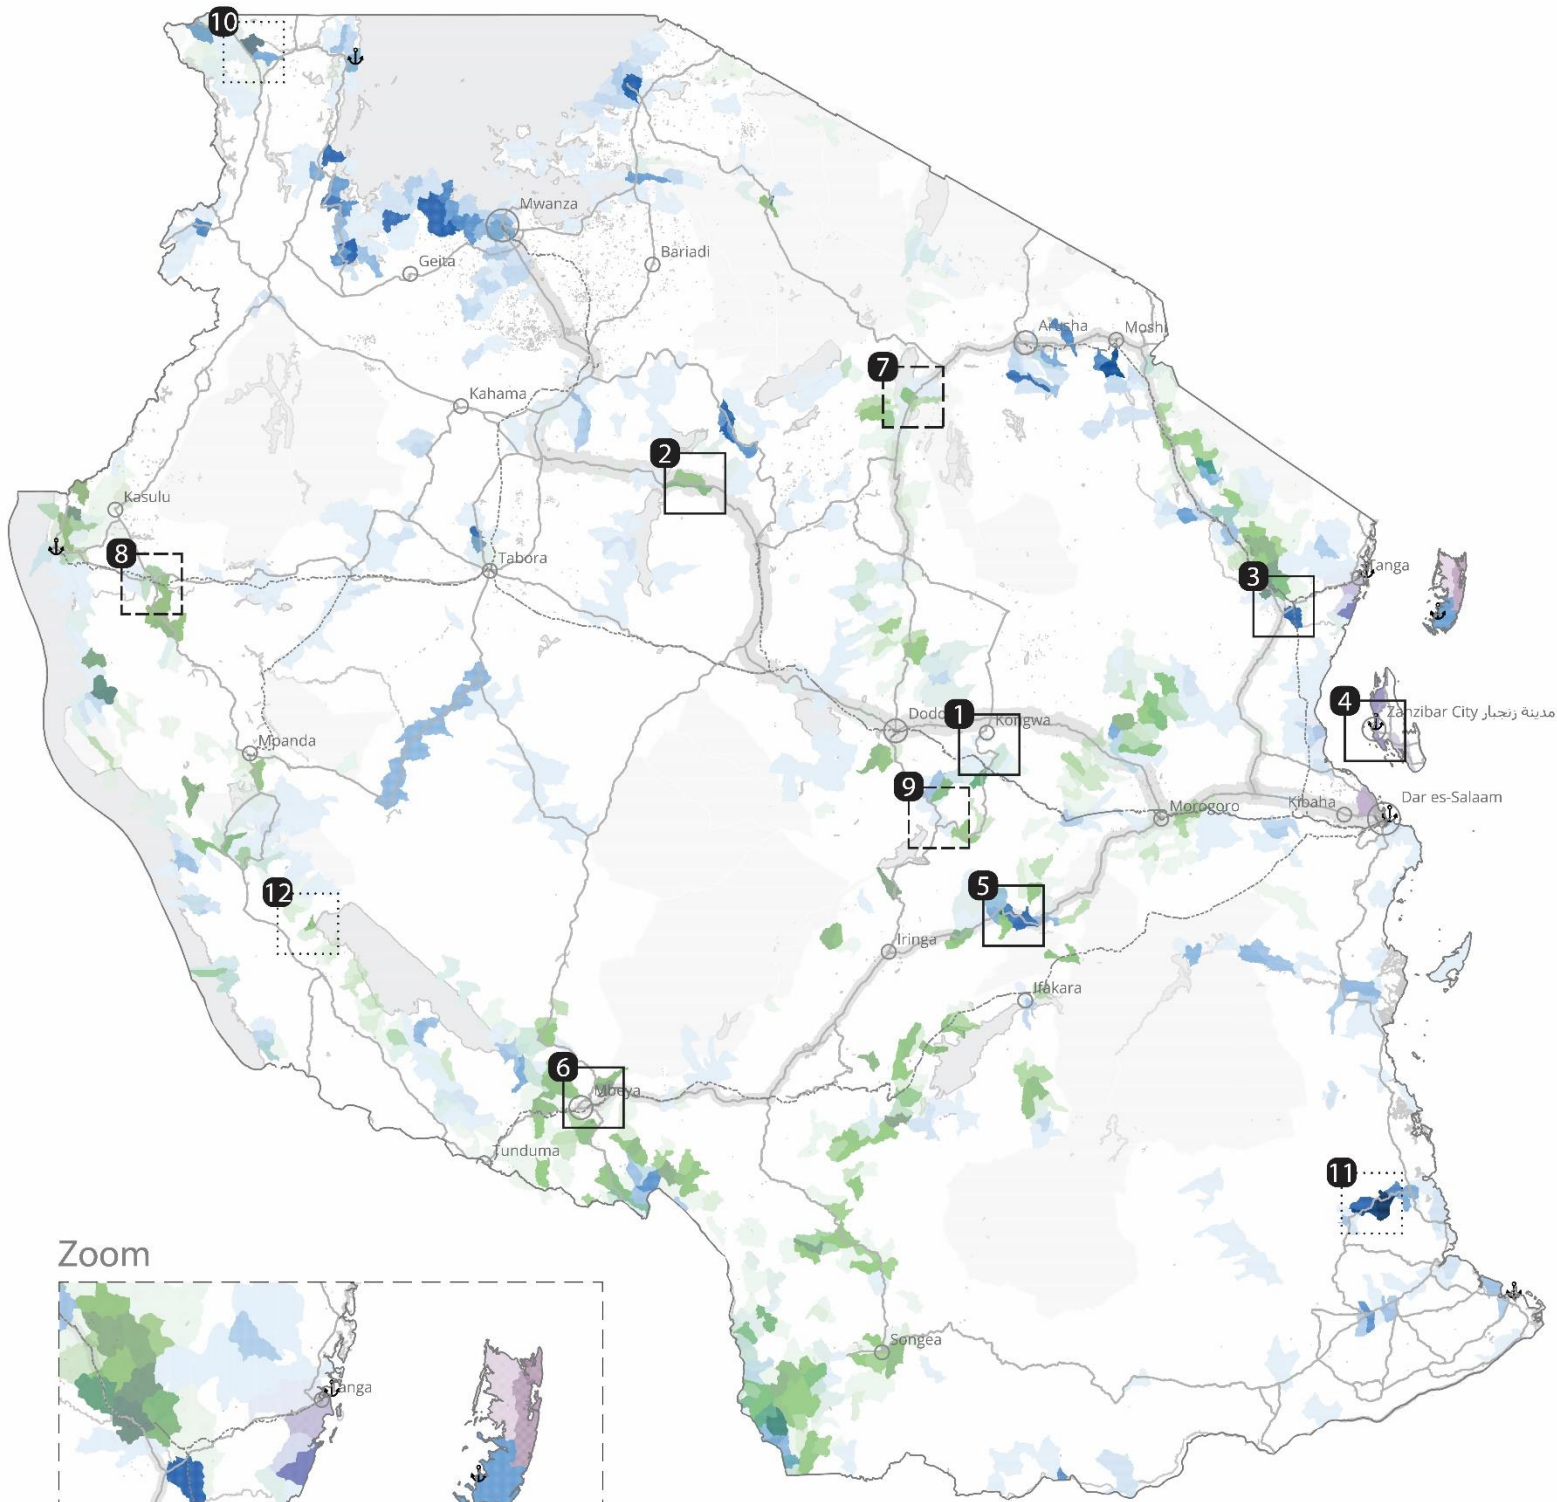 10
Mwanza
Bariadi
Geita
Arusha
Moshi
7
Kahama
2
Kasulu
8
Tabora
Tanga
3
4
Zanzibar City مدينة زنجبار
1
Dodo
Kongwa
Mpanda
9
Dar es-Salaam
Kibaha
Morogoro
12
5
Iringa
Ifakara
6
Mbeya
Tunduma
11
Zoom
Songea
Tanga